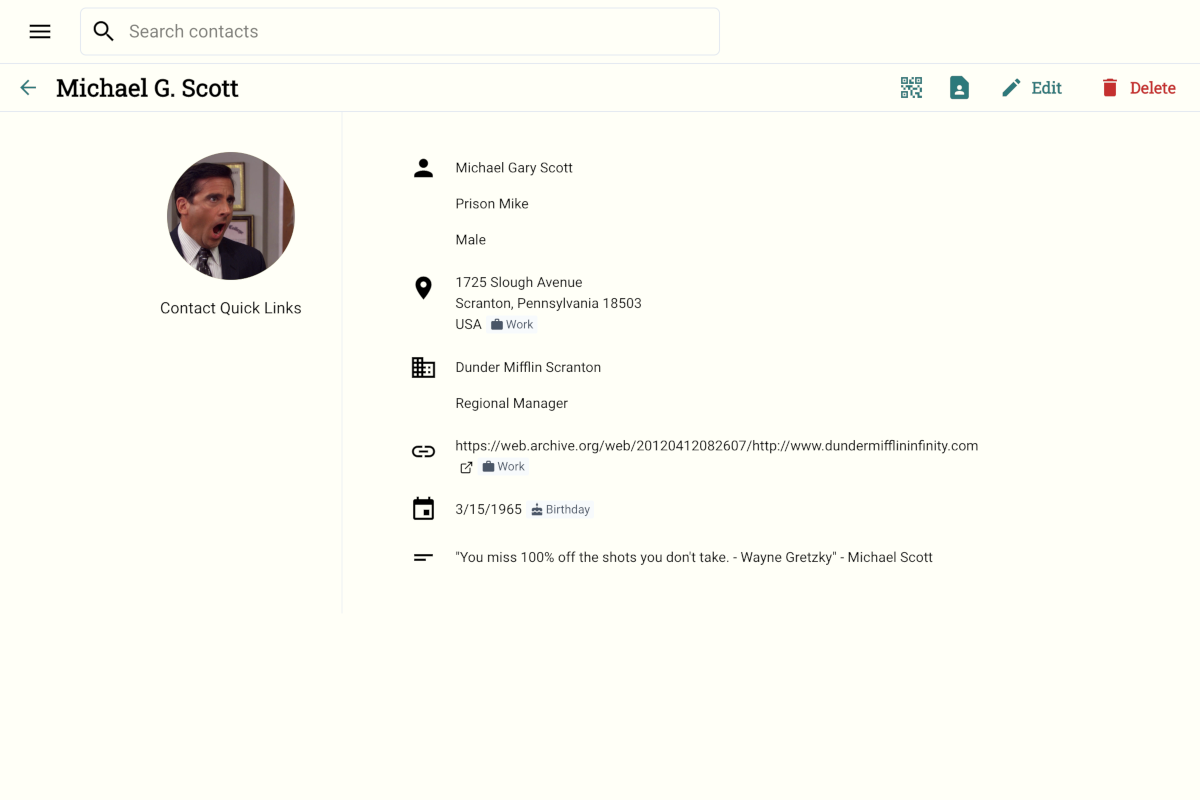 Search contacts
Michael G. Scott
Edit
Delete
Contact Quick Links
Michael Gary Scott
Prison Mike
Male
1725 Slough Avenue
Scranton, Pennsylvania 18503
USA Work
Dunder Mifflin Scranton
Regional Manager
https://web.archive.org/web/20120412082607/http://www.dundermifflininfinity.com
Work
3/15/1965 Birthday
"You miss 100% off the shots you don't take. - Wayne Gretzky" - Michael Scott